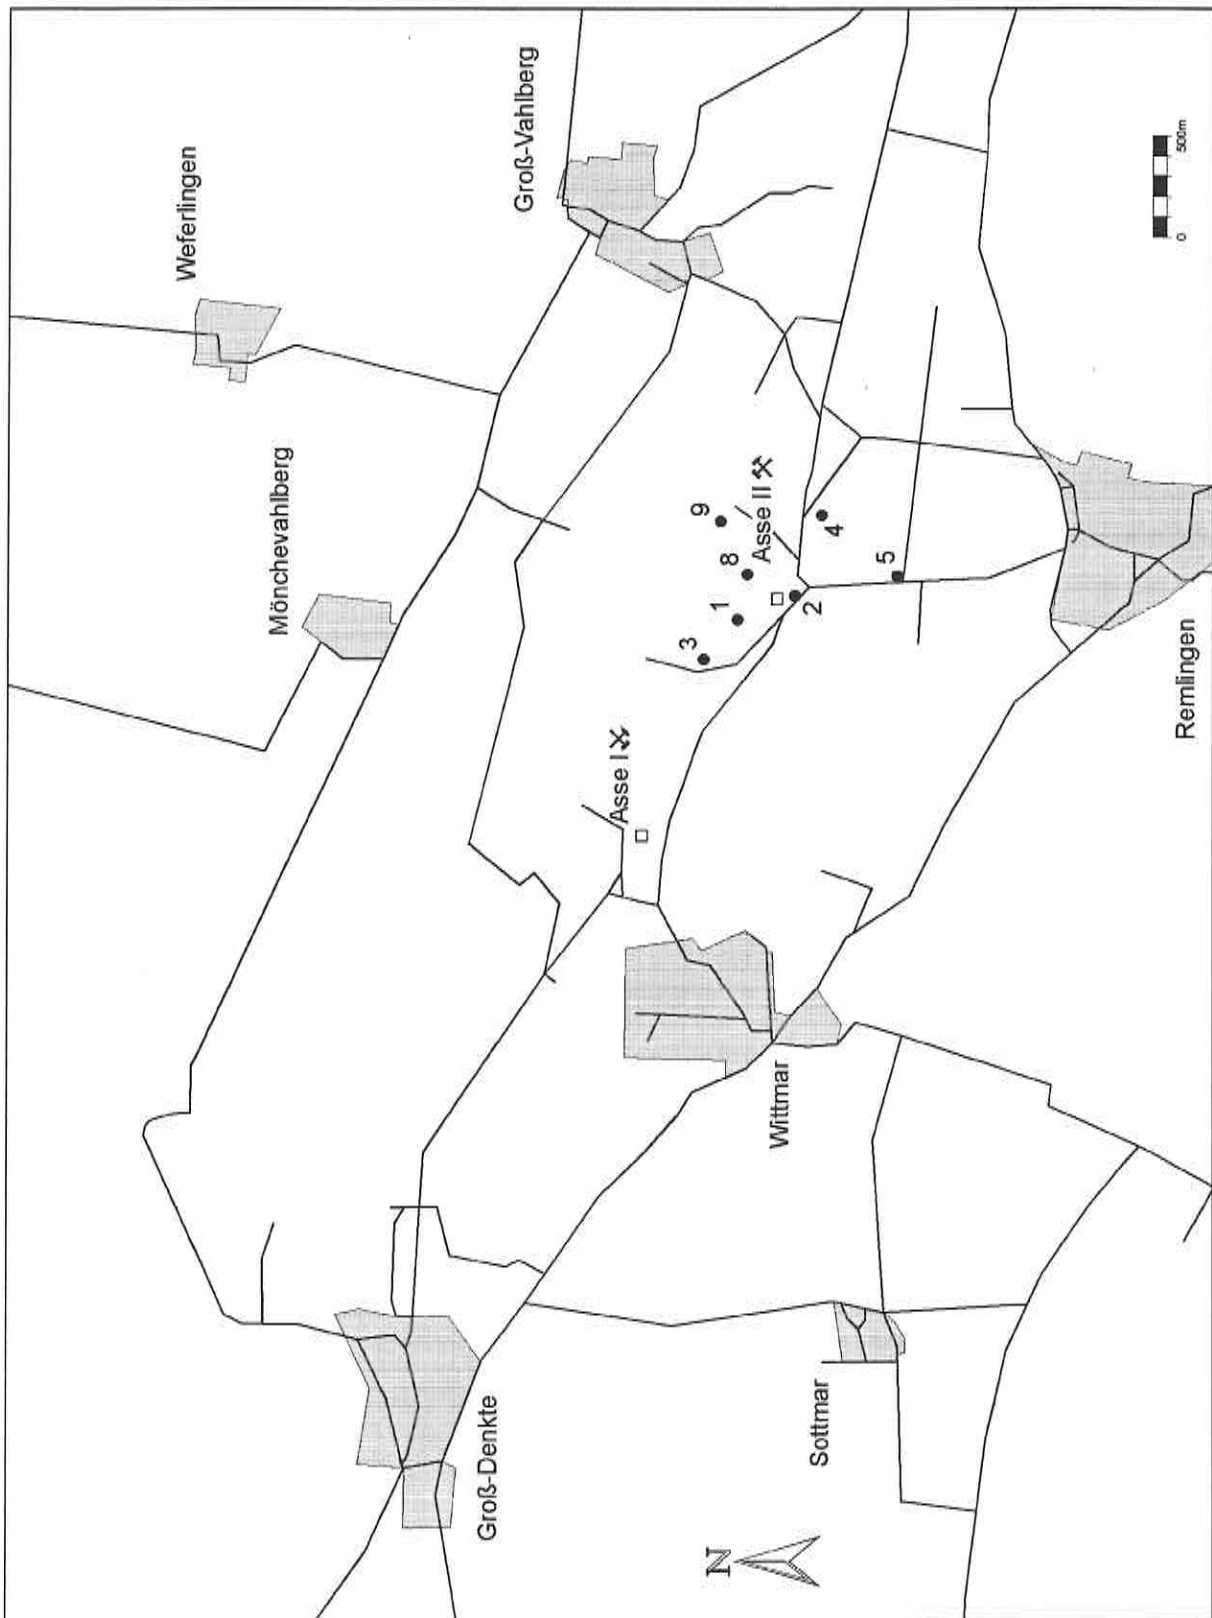 Weferlingen
Mönchevahlberg
Groß-Denkte
Groß-Vahlberg
Asse I
3
9
N
1
8
Asse II
Wittmar
2
Sottmar
4
5
Remlingen
0 500m